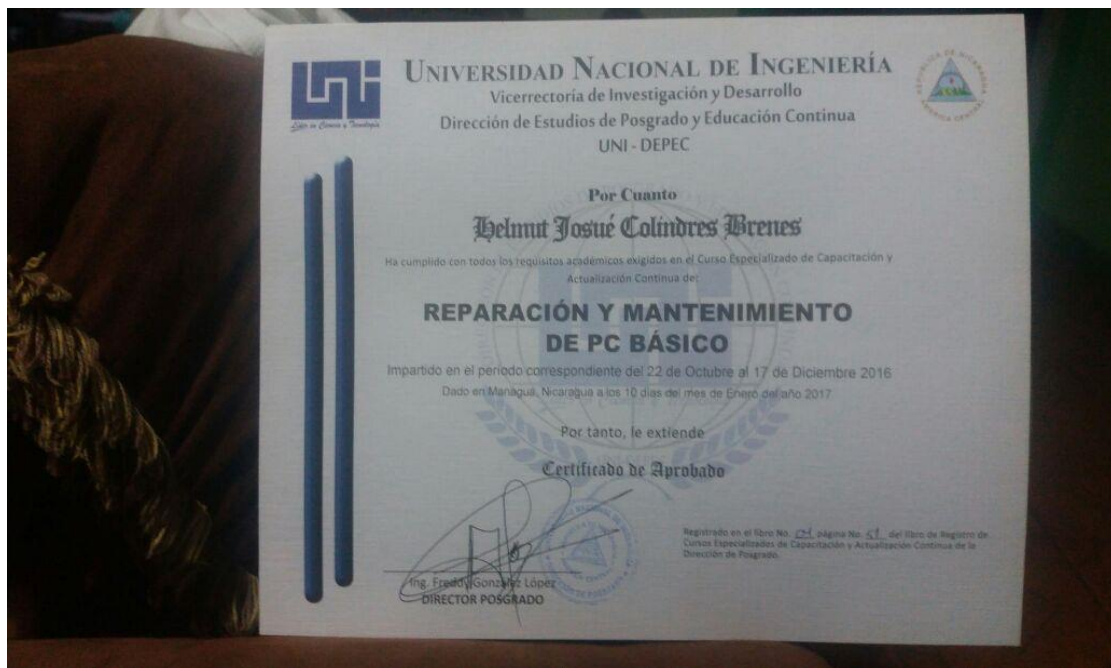 UNi
Líder en Ciencia y Tecnología
UNIVERSIDAD NACIONAL DE INGENIERÍA
Vicerrectoría de Investigación y Desarrollo
Dirección de Estudios de Posgrado y Educación Continua
UNI - DEPEC
Por Cuanto
Helmut Josué Colindres Brenes
Ha cumplido con todos los requisitos académicos exigidos en el Curso Especializado de Capacitación y
Actualización Continua de:
REPARACIÓN Y MANTENIMIENTO
DE PC BÁSICO
Impartido en el periodo correspondiente del 22 de Octubre al 17 de Diciembre 2016
Dado en Managua, Nicaragua a los 10 días del mes de Enero del año 2017
Por tanto, le extiende
Certificado de Aprobado
Ing. Freddy González López
DIRECTOR POSGRADO
Registrado en el libro No. página No. del libro de Registro de
Cursos Especializados de Capacitación y Actualización Continua de la
Dirección de Posgrado.